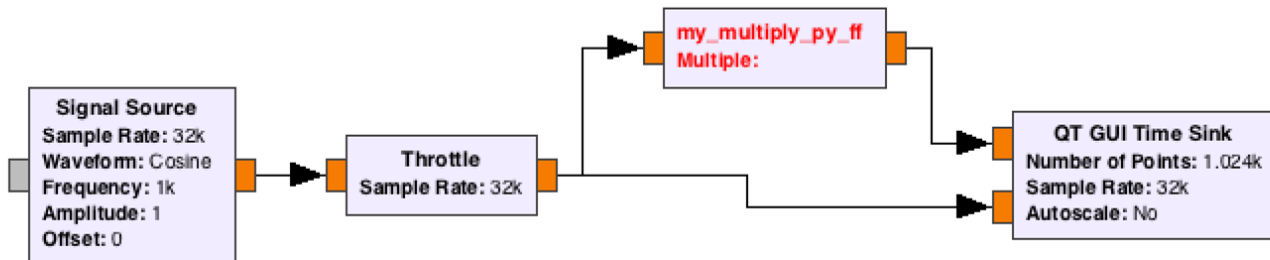 my_multiply_py_ff
Multiple:
Signal Source
Sample Rate: 32k
Waveform: Cosine
Frequency: 1k
Amplitude: 1
Offset: 0
Throttle
Sample Rate: 32k
QT GUI Time Sink
Number of Points: 1.024k
Sample Rate: 32k
Autoscale: No